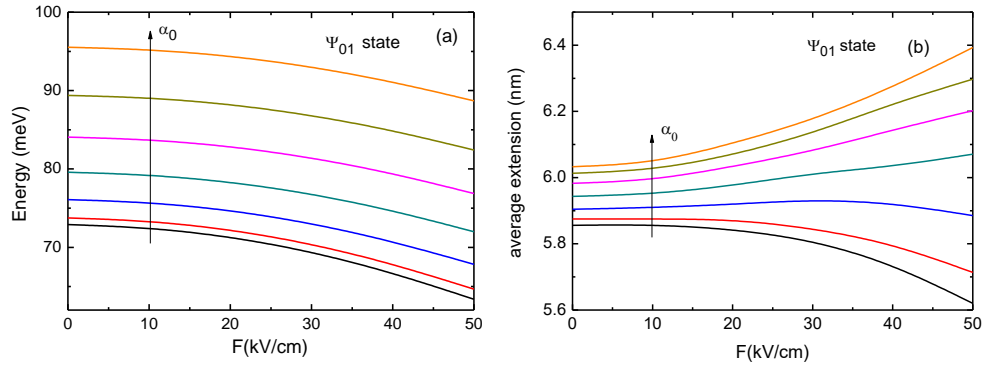 100
90
80
70
Energy (meV)
α₀
Ψ₀₁ state
(a)
0
10
20
30
40
50
F(kV/cm)
6.4
6.2
6.0
5.8
5.6
average extension (nm)
Ψ₀₁ state
(b)
α₀
0
10
20
30
40
50
F(kV/cm)